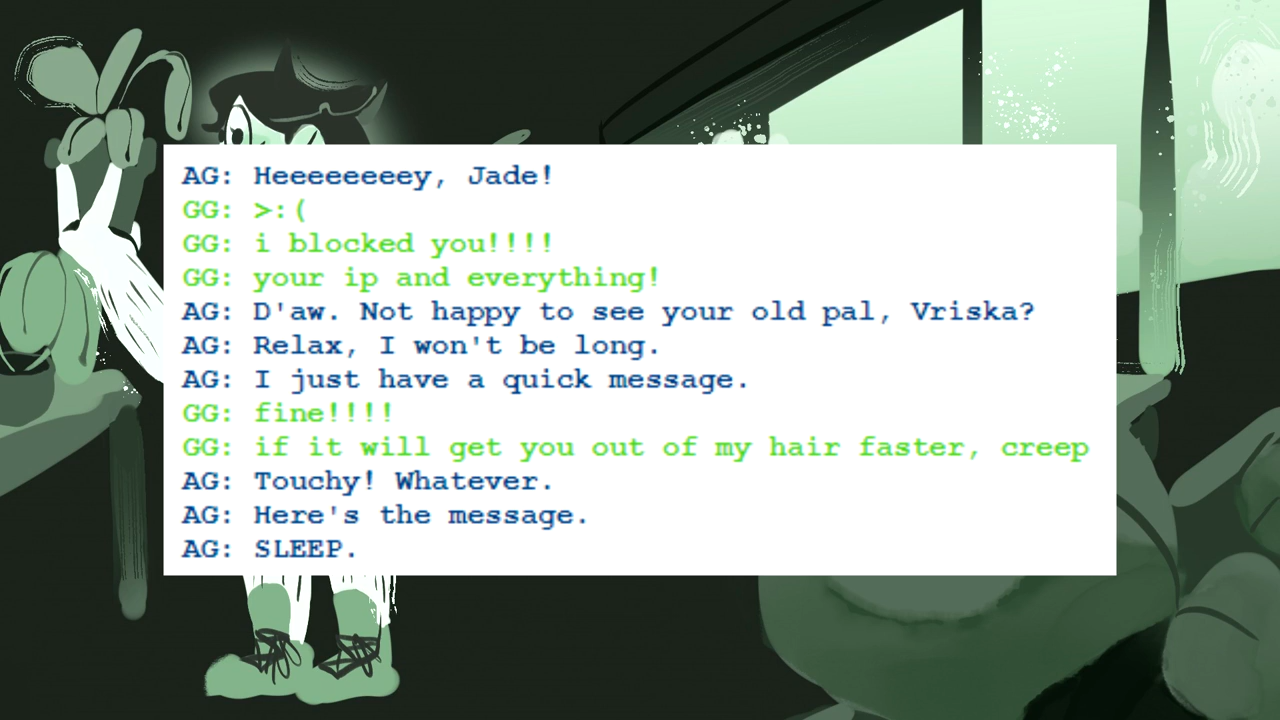 AG: Heeeeeeeey, Jade!
GG: >:(
GG: i blocked you!!!!
GG: your ip and everything!
AG: D'aw. Not happy to see your old pal, Vriska?
AG: Relax, I won't be long.
AG: I just have a quick message.
GG: fine!!!!
GG: if it will get you out of my hair faster, creep
AG: Touchy! Whatever.
AG: Here's the message.
AG: SLEEP.